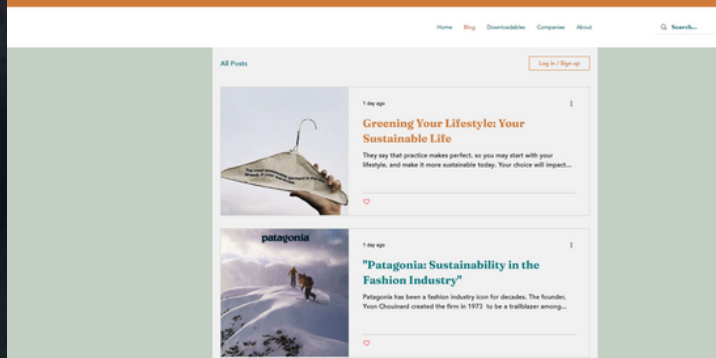 Home Blog Downloadables Companies About Search...
All Posts
Log in / Sign up
1 day ago
Greening Your Lifestyle: Your
Sustainable Life
They say that practice makes perfect, so you may start with your
lifestyle, and make it more sustainable today. Your choice will impact...
patagonia
1 day ago
"Patagonia: Sustainability in the
Fashion Industry"
Patagonia has been a fashion industry icon for decades. The founder,
Yvon Chouinard created the firm in 1973 to be a trailblazer among...